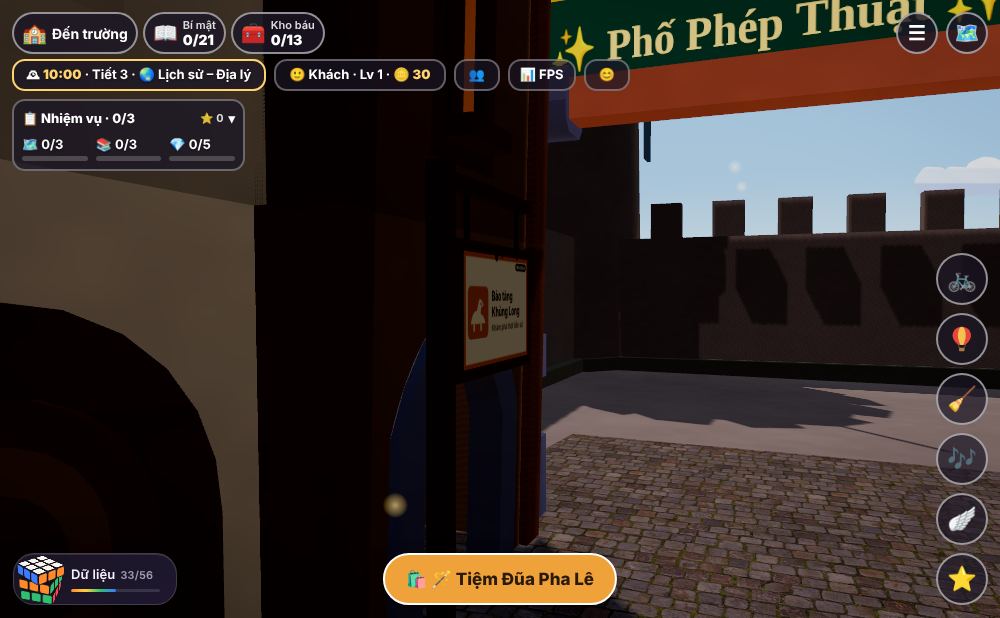 Đến trường
Bí mật
0/21
Kho báu
0/13
Phố Phép Thuật
10:00 · Tiết 3 · Lịch sử – Địa lý
Khách · Lv 1 · 30
FPS
Nhiệm vụ · 0/3
0
0/3
0/3
0/5
Bảo tàng
Khủng Long
Dữ liệu 33/56
Tiệm Đũa Pha Lê